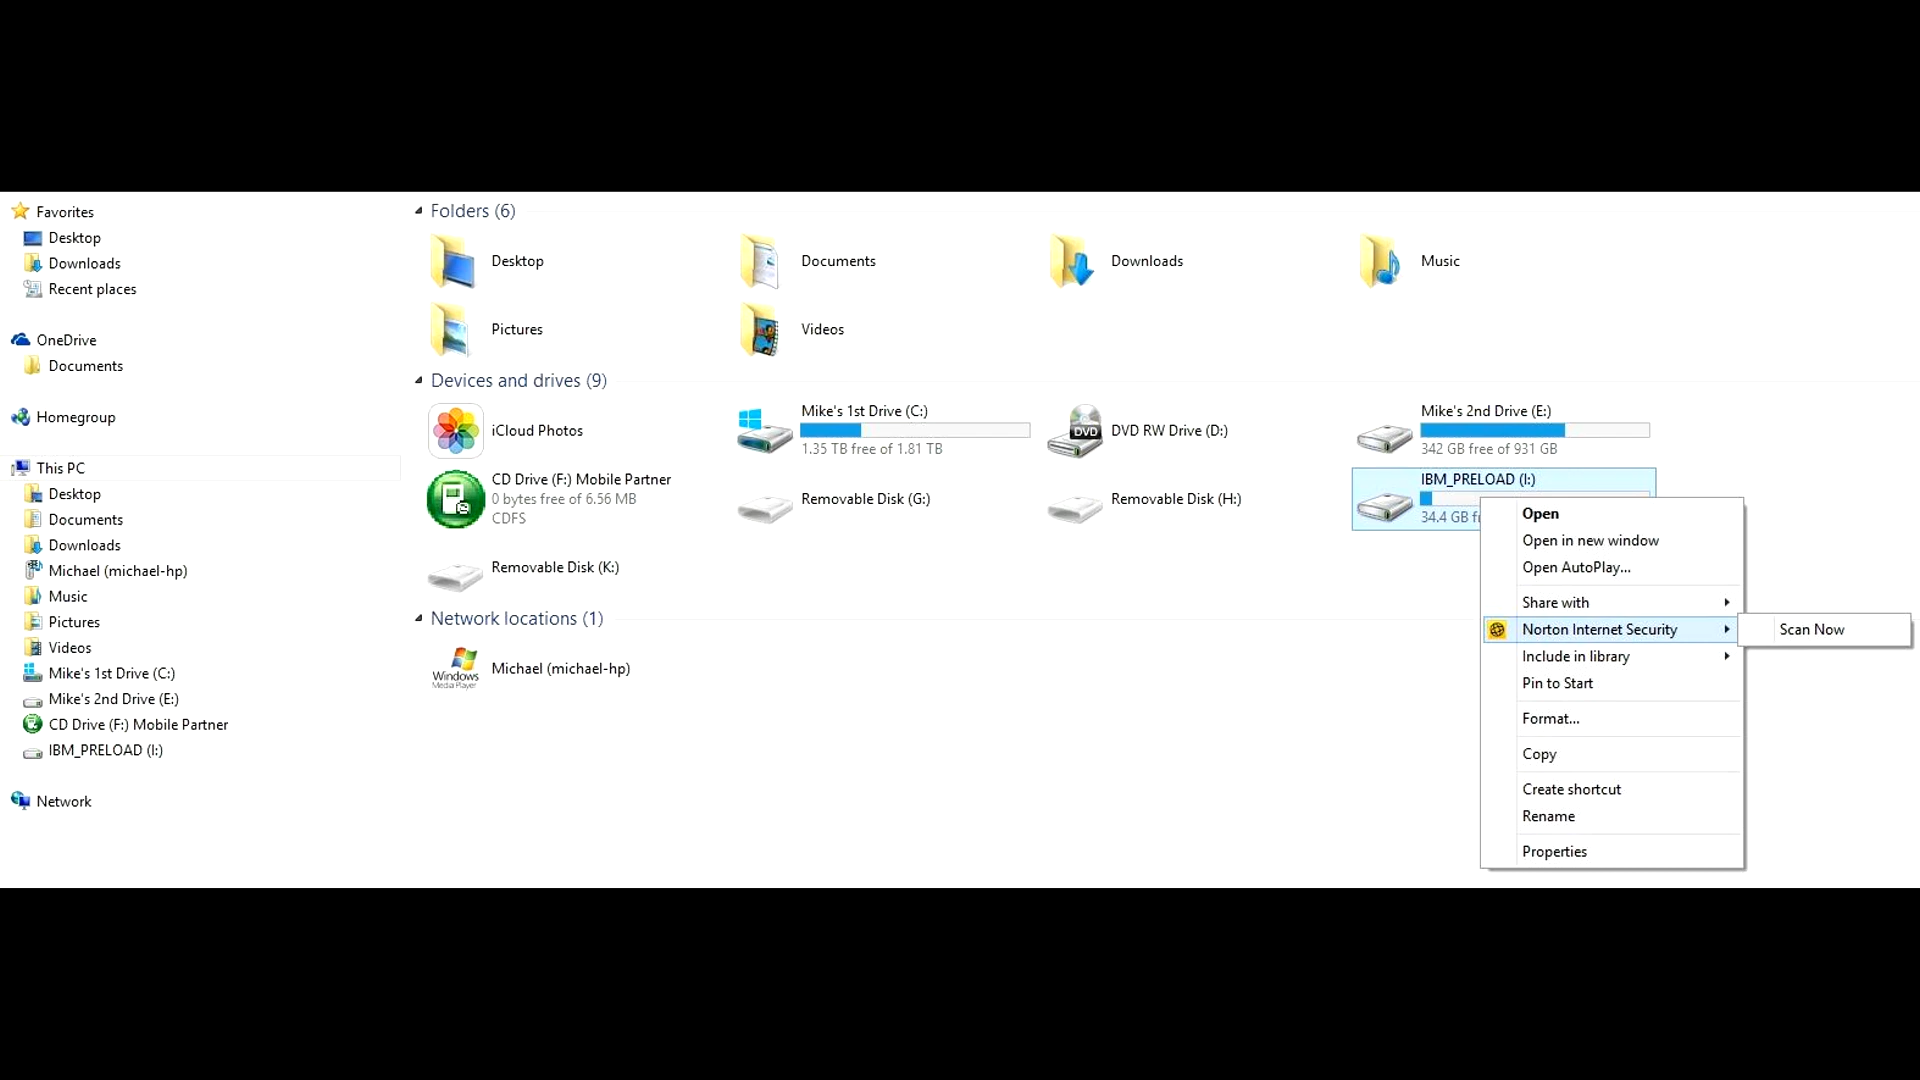 Favorites
Desktop
Downloads
Recent places
OneDrive
Documents
Homegroup
This PC
Desktop
Documents
Downloads
Michael (michael-hp)
Music
Pictures
Videos
Mike's 1st Drive (C:)
Mike's 2nd Drive (E:)
CD Drive (F:) Mobile Partner
IBM_PRELOAD (I:)
Network
Folders (6)
Desktop
Documents
Downloads
Music
Pictures
Videos
Devices and drives (9)
iCloud Photos
Mike's 1st Drive (C:)
1.35 TB free of 1.81 TB
DVD
DVD RW Drive (D:)
Mike's 2nd Drive (E:)
342 GB free of 931 GB
CD Drive (F:) Mobile Partner
0 bytes free of 6.56 MB
CDFS
Removable Disk (G:)
Removable Disk (H:)
IBM_PRELOAD (I:)
34.4 GB
Removable Disk (K:)
Network locations (1)
Windows
Media Player
Michael (michael-hp)
Open
Open in new window
Open AutoPlay...
Share with
Norton Internet Security
Scan Now
Include in library
Pin to Start
Format...
Copy
Create shortcut
Rename
Properties